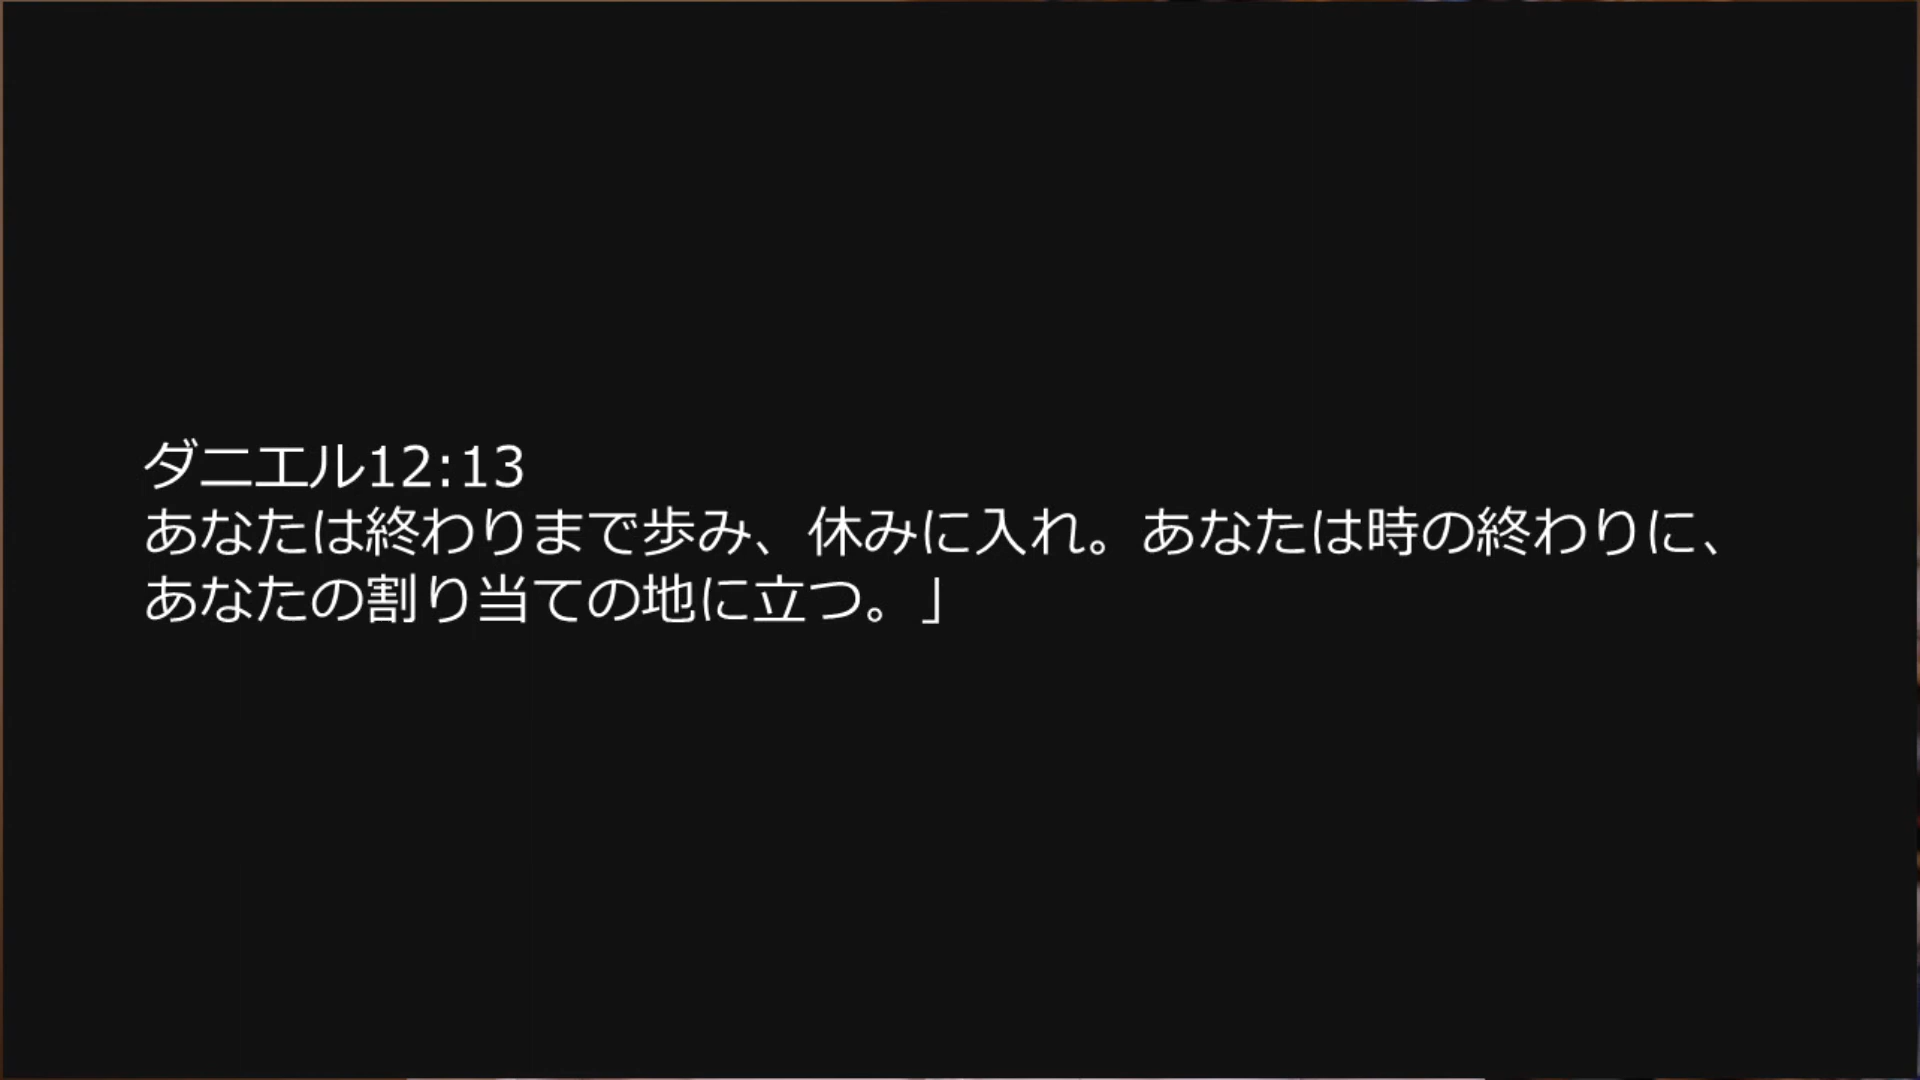 ダニエル12:13
あなたは終わりまで歩み、休みに入れ。あなたは時の終わりに、
あなたの割り当ての地に立つ。」